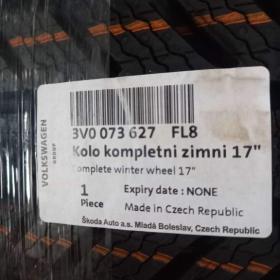 VOLKSWAGEN
GROUP
3V0 073 627 FL8
Kolo kompletni zimni 17"
omplete winter wheel 17"
1
Piece
Expiry date : NONE
Made in Czech Republic
Škoda Auto a.s. Mladá Boleslav, Czech Republic